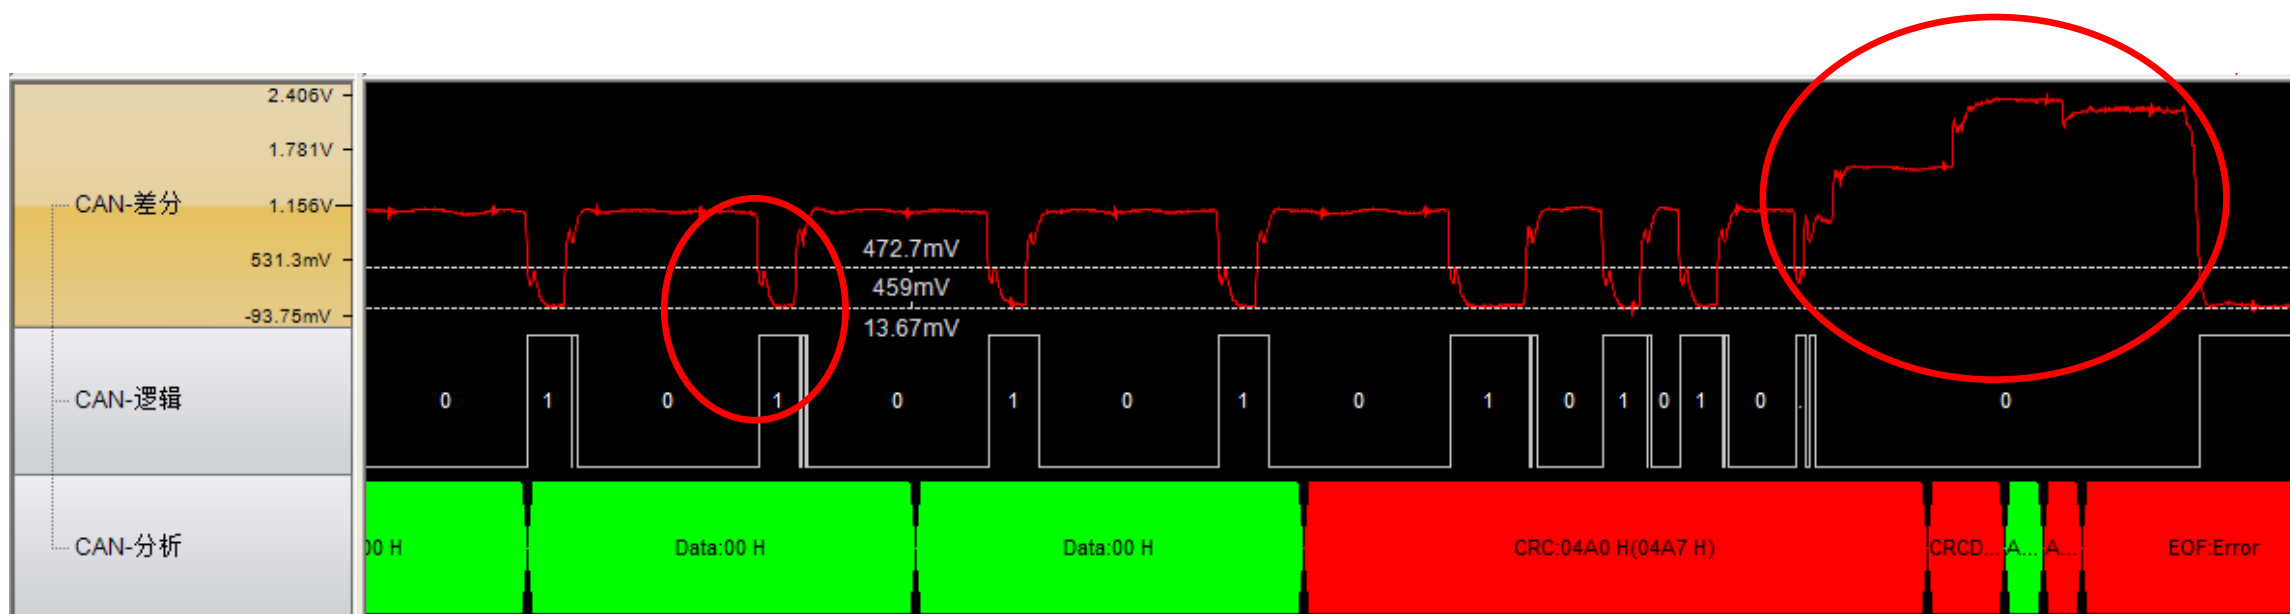 2.406V
1.781V
CAN-差分
1.156V
531.3mV
-93.75mV
472.7mV
459mV
13.67mV
CAN-逻辑
0 1 0 1 0 1 0 1 0 1 0 1 0 1 0 . 0
CAN-分析
00 H
Data:00 H
Data:00 H
CRC:04A0 H(04A7 H)
CRCD...
A...
A...
EOF:Error